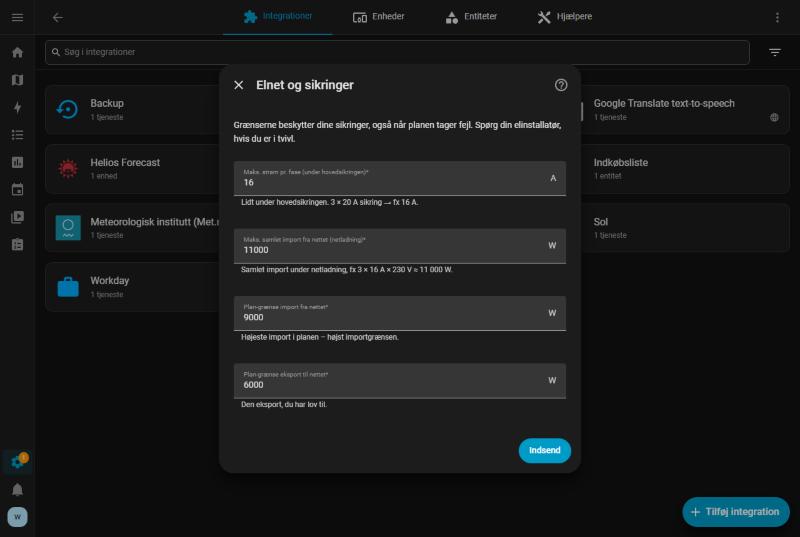 Integrationer
Enheder
Entiteter
Hjælpere
Søg i integrationer
Elnet og sikringer
Grænserne beskytter dine sikringer, også når planen tager fejl. Spørg din elinstallatør,
hvis du er i tvivl.
Maks. strøm pr. fase (under hovedsikringen)*
16
A
Lidt under hovedsikringen. 3 × 20 A sikring → fx 16 A.
Maks. samlet import fra nettet (netladning)*
11000
W
Samlet import under netladning, fx 3 × 16 A × 230 V ≈ 11 000 W.
Plan-grænse import fra nettet*
9000
W
Højeste import i planen – højst importgrænsen.
Plan-grænse eksport til nettet*
6000
W
Den eksport, du har lov til.
Indsend
Backup
1 tjeneste
Google Translate text-to-speech
1 tjeneste
Helios Forecast
1 enhed
Indkøbsliste
1 entitet
Meteorologisk institutt (Met.n
1 tjeneste
Sol
1 tjeneste
Workday
1 tjeneste
1
W
Tilføj integration